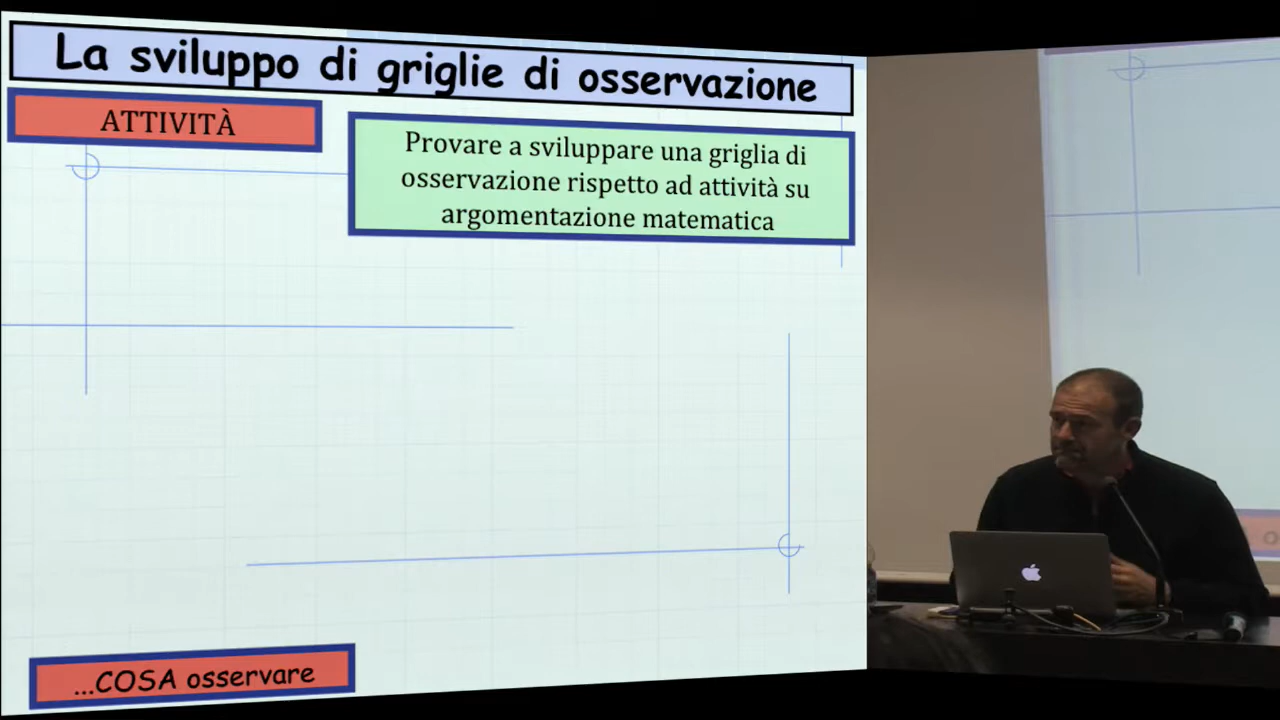 La sviluppo di griglie di osservazione
ATTIVITÀ
Provare a sviluppare una griglia di
osservazione rispetto ad attività su
argomentazione matematica
...COSA osservare